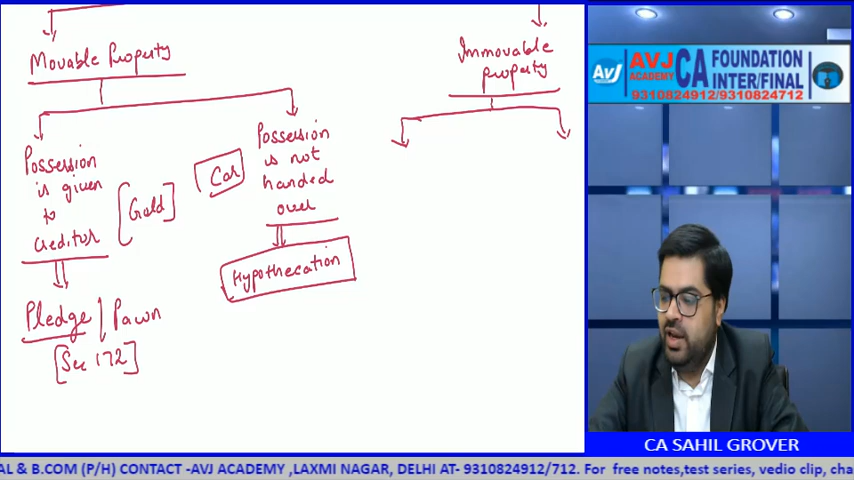 Movable Property
Immovable
property
Possession
is given
to
creditor
[Gold]
Car
Possession
is not
handed
over
Hypothecation
Pledge | Pawn
[Sec 172]
AVJ
AVJ
ACADEMY
CA FOUNDATION
INTER/FINAL
9310824912/9310824712
CA SAHIL GROVER
AL & B.COM (P/H) CONTACT -AVJ ACADEMY ,LAXMI NAGAR, DELHI AT- 9310824912/712. For free notes,test series, vedio clip, cha